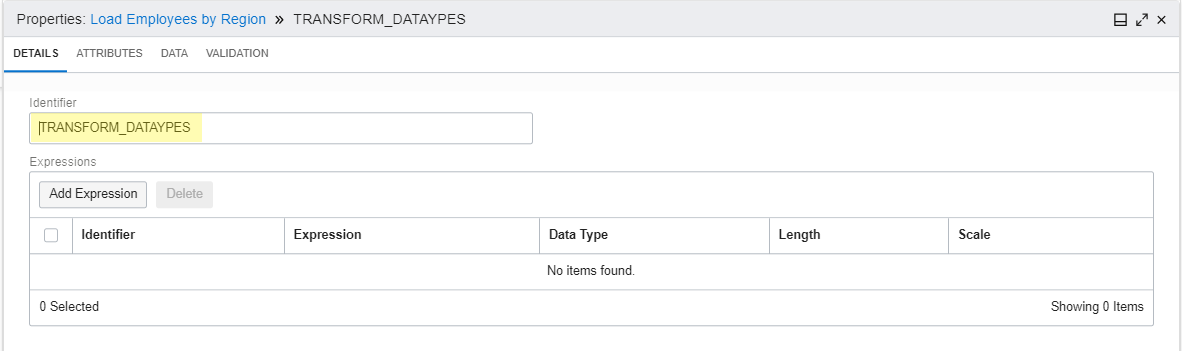 Properties: Load Employees by Region » TRANSFORM_DATAYPES
DETAILS ATTRIBUTES DATA VALIDATION
Identifier
TRANSFORM_DATAYPES
Expressions
Add Expression Delete
Identifier Expression Data Type Length Scale
No items found.
0 Selected Showing 0 Items